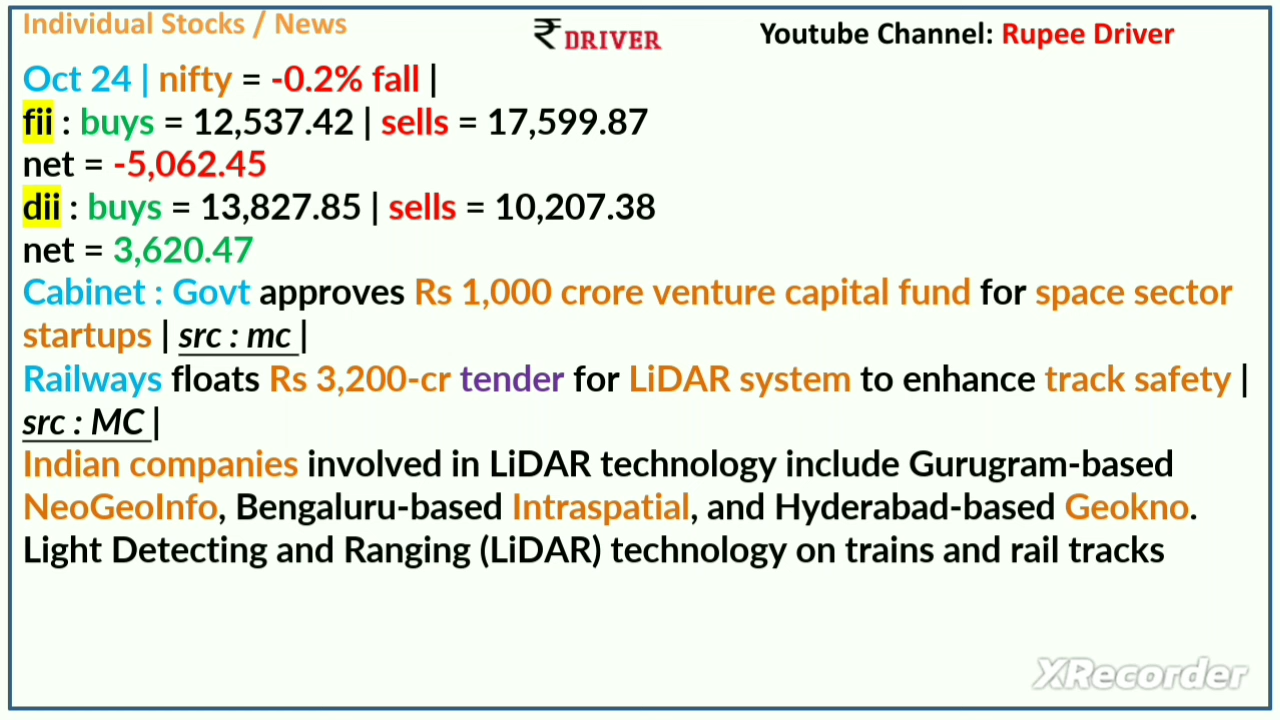 Individual Stocks / News
₹ DRIVER
Youtube Channel: Rupee Driver
Oct 24 | nifty = -0.2% fall |
fii : buys = 12,537.42 | sells = 17,599.87
net = -5,062.45
dii : buys = 13,827.85 | sells = 10,207.38
net = 3,620.47
Cabinet : Govt approves Rs 1,000 crore venture capital fund for space sector
startups | src : mc |
Railways floats Rs 3,200-cr tender for LiDAR system to enhance track safety |
src : MC |
Indian companies involved in LiDAR technology include Gurugram-based
NeoGeoInfo, Bengaluru-based Intraspatial, and Hyderabad-based Geokno.
Light Detecting and Ranging (LiDAR) technology on trains and rail tracks
XRecorder